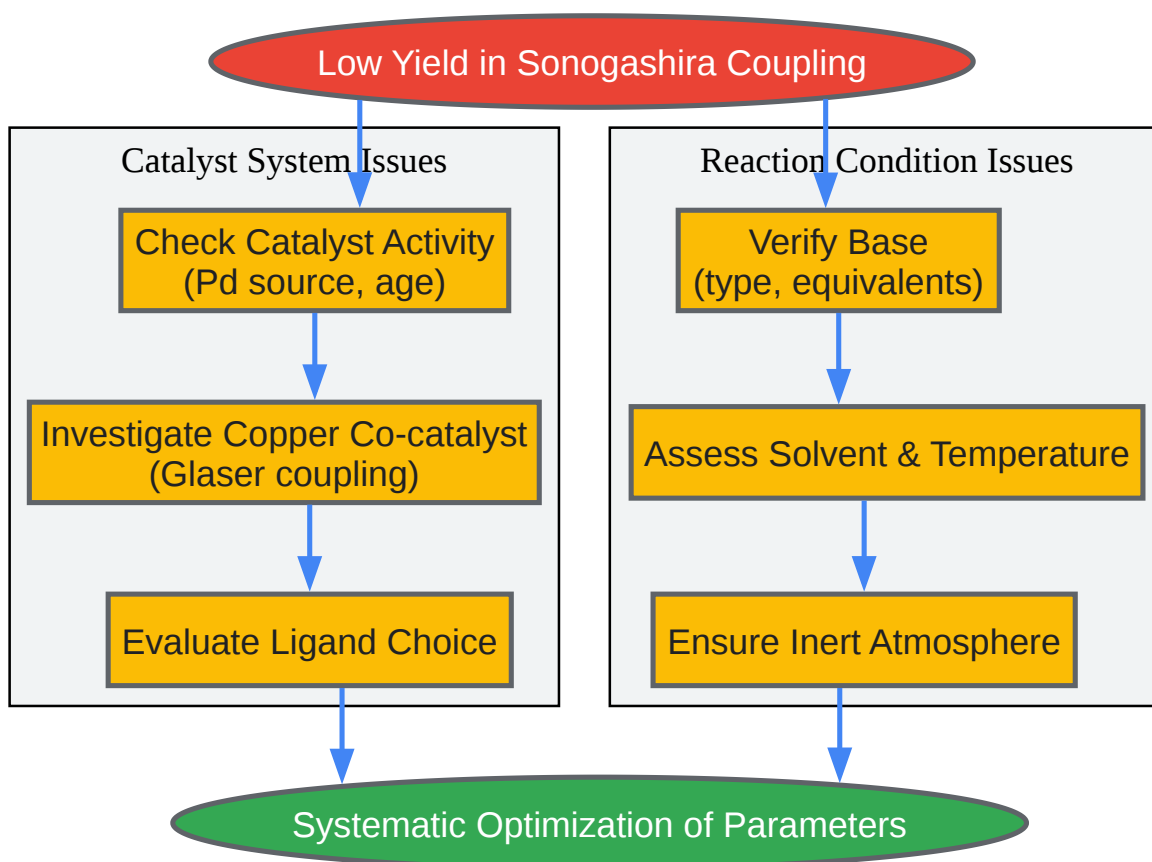 Low Yield in Sonogashira Coupling
Catalyst System Issues
Check Catalyst Activity
(Pd source, age)
Investigate Copper Co-catalyst
(Glaser coupling)
Evaluate Ligand Choice
Reaction Condition Issues
Verify Base
(type, equivalents)
Assess Solvent & Temperature
Ensure Inert Atmosphere
Systematic Optimization of Parameters